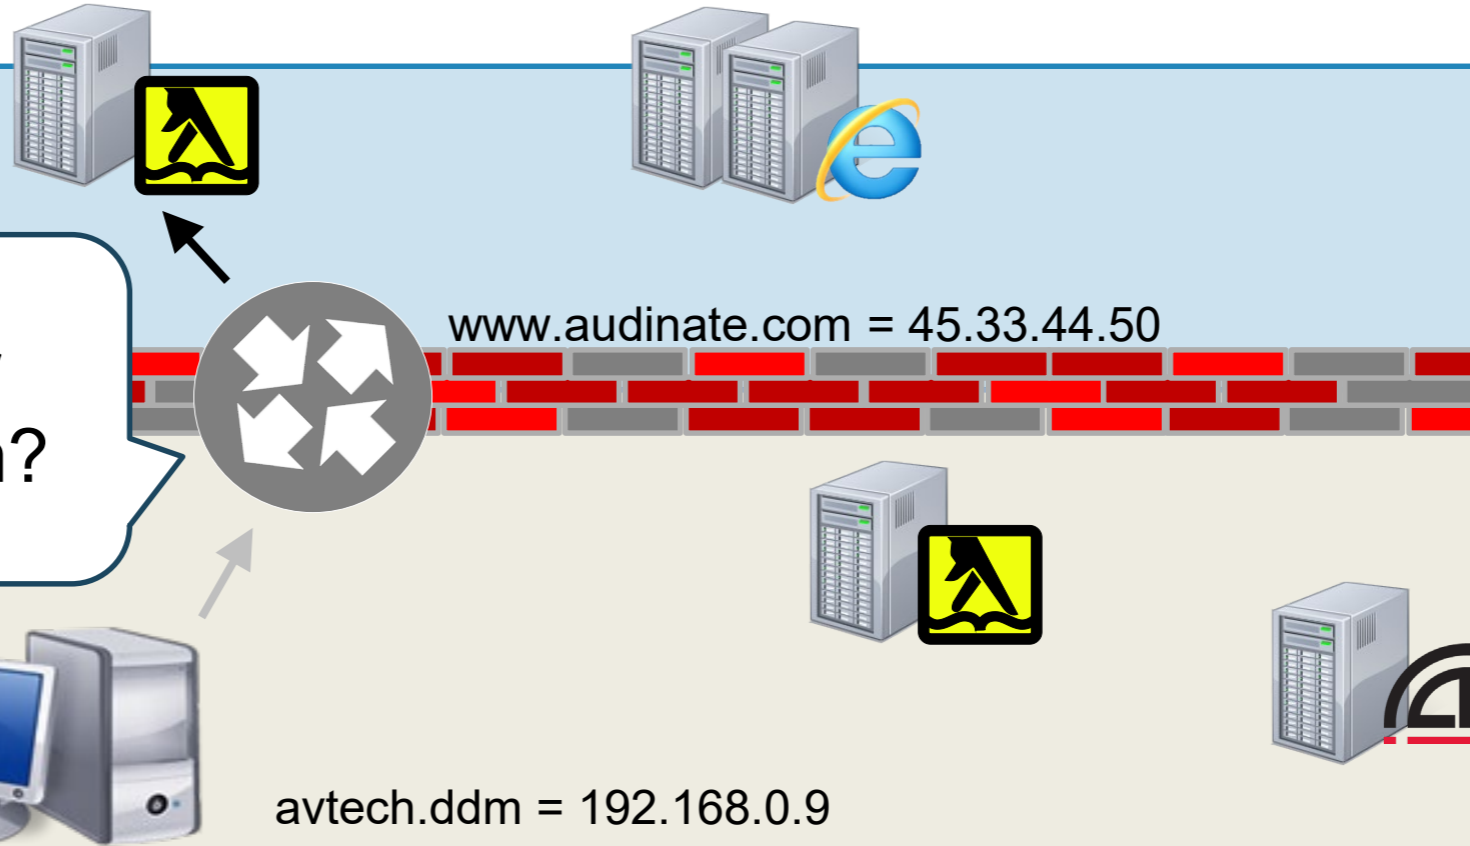 www.audinate.com = 45.33.44.50
avtech.ddm = 192.168.0.9